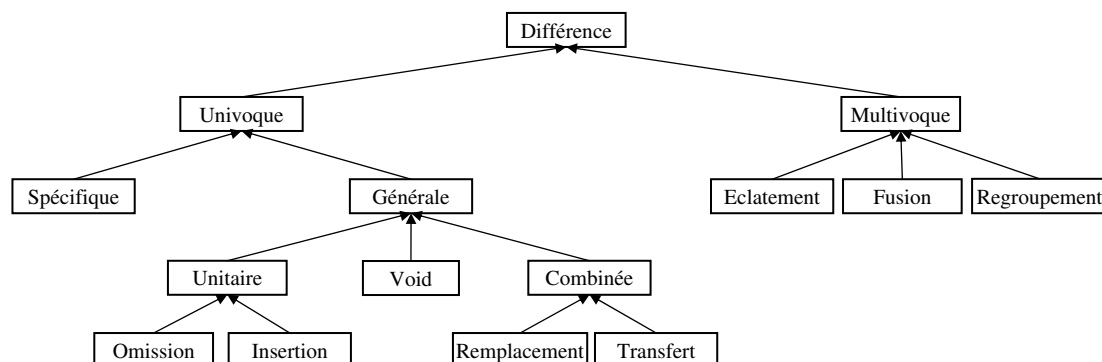 Différence
Univoque
Multivoque
Spécifique
Générale
Eclatement
Fusion
Regroupement
Unitaire
Void
Combinée
Omission
Insertion
Remplacement
Transfert